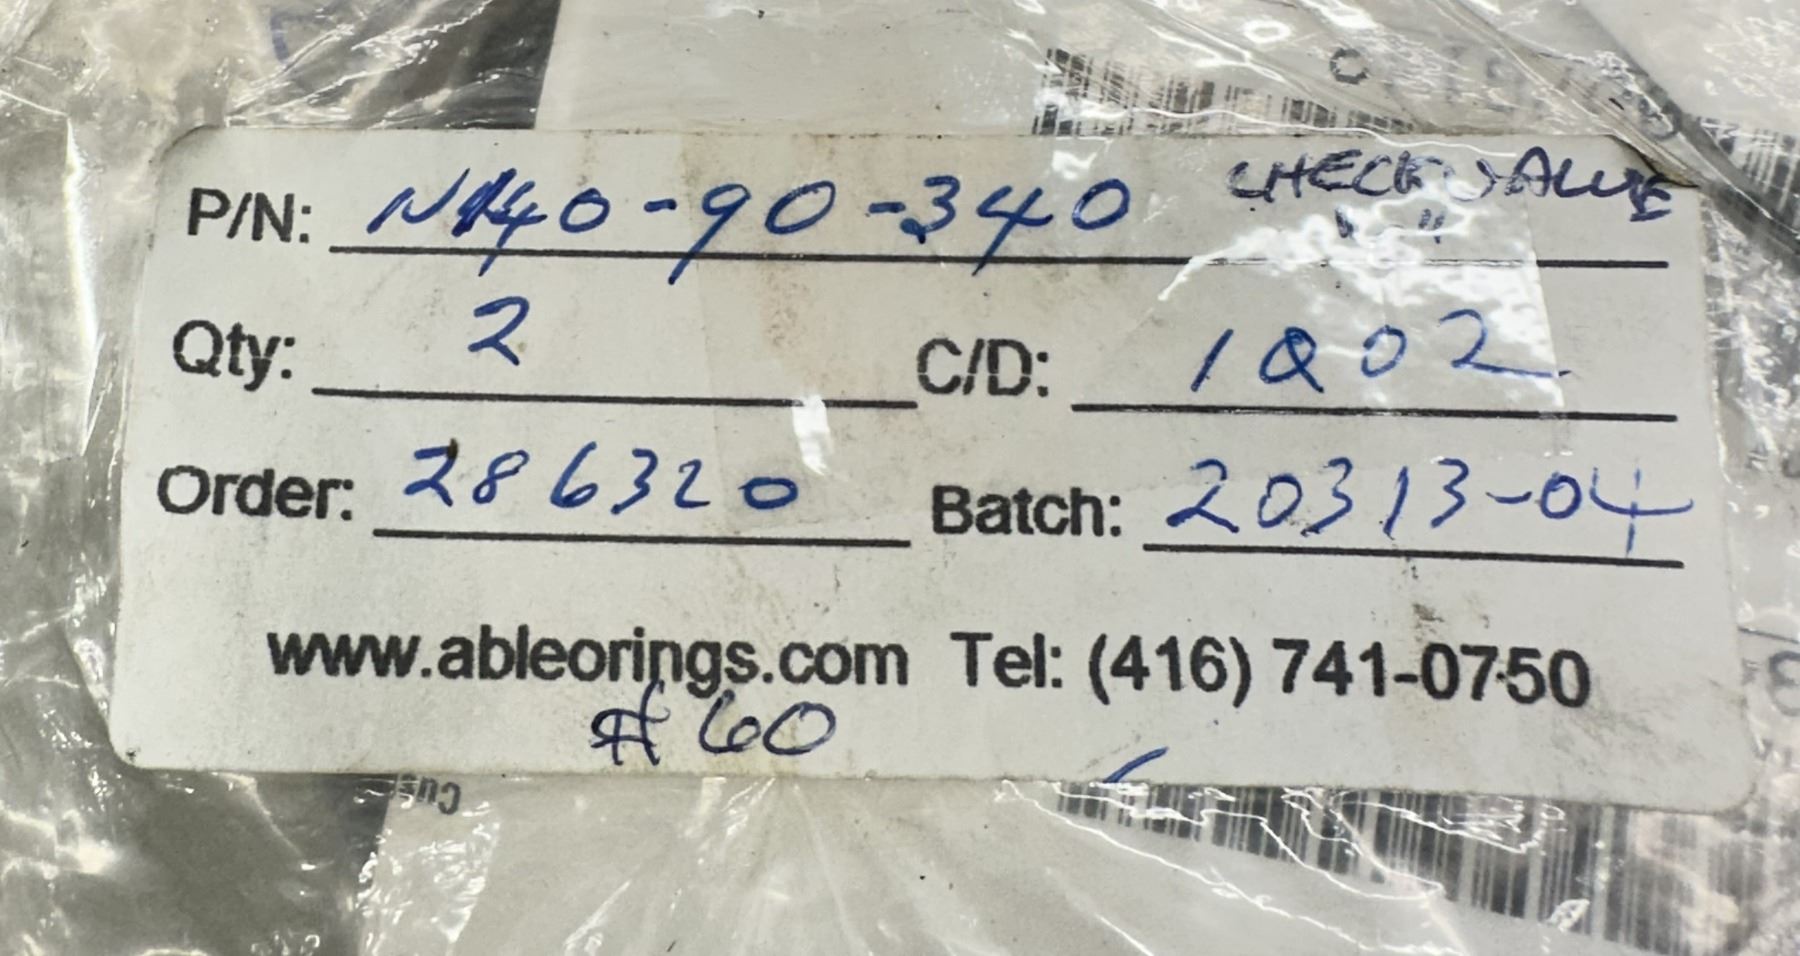 P/N: N140-90-340 CHECK VALUE
" "
Qty: 2 C/D: 1Q02
Order: 286320 Batch: 20313-04
www.ableorings.com Tel: (416) 741-0750
# 60